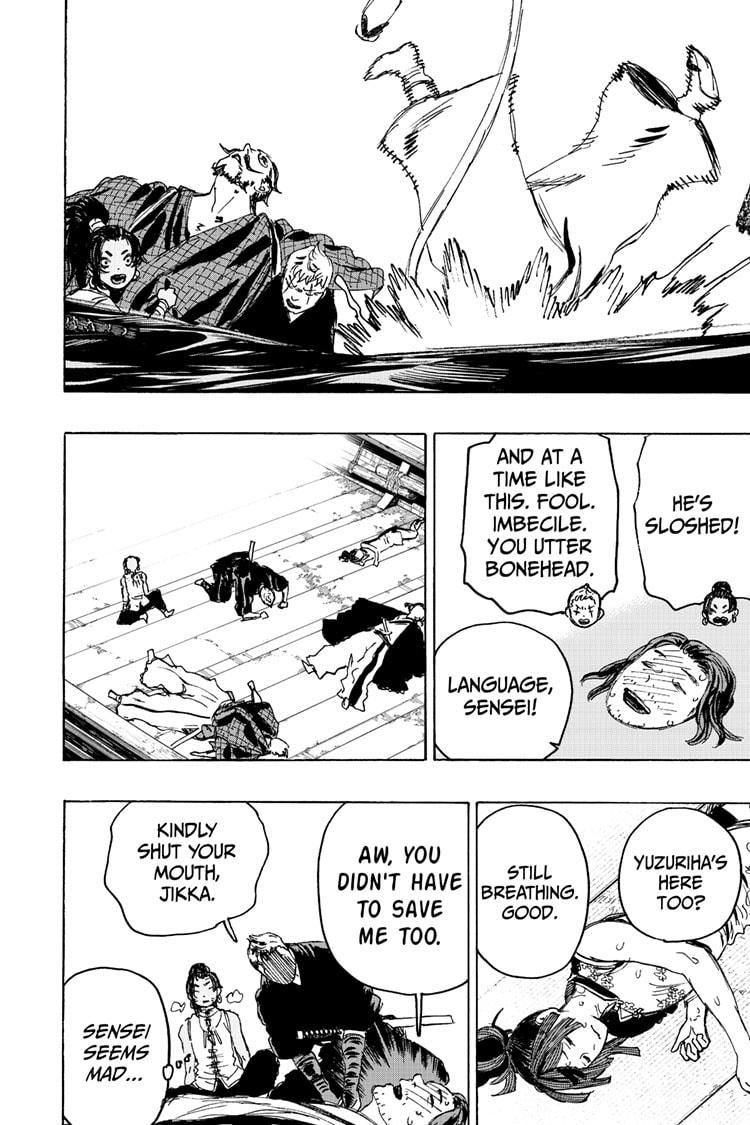 HE'S
SLOSHED!
AND AT A
TIME LIKE
THIS. FOOL.
IMBECILE.
YOU UTTER
BONEHEAD.
LANGUAGE,
SENSEI!
YUZURIHA'S
HERE
TOO?
STILL
BREATHING.
GOOD.
AW, YOU
DIDN'T HAVE
TO SAVE
ME TOO.
KINDLY
SHUT YOUR
MOUTH,
JIKKA.
SENSEI
SEEMS
MAD...